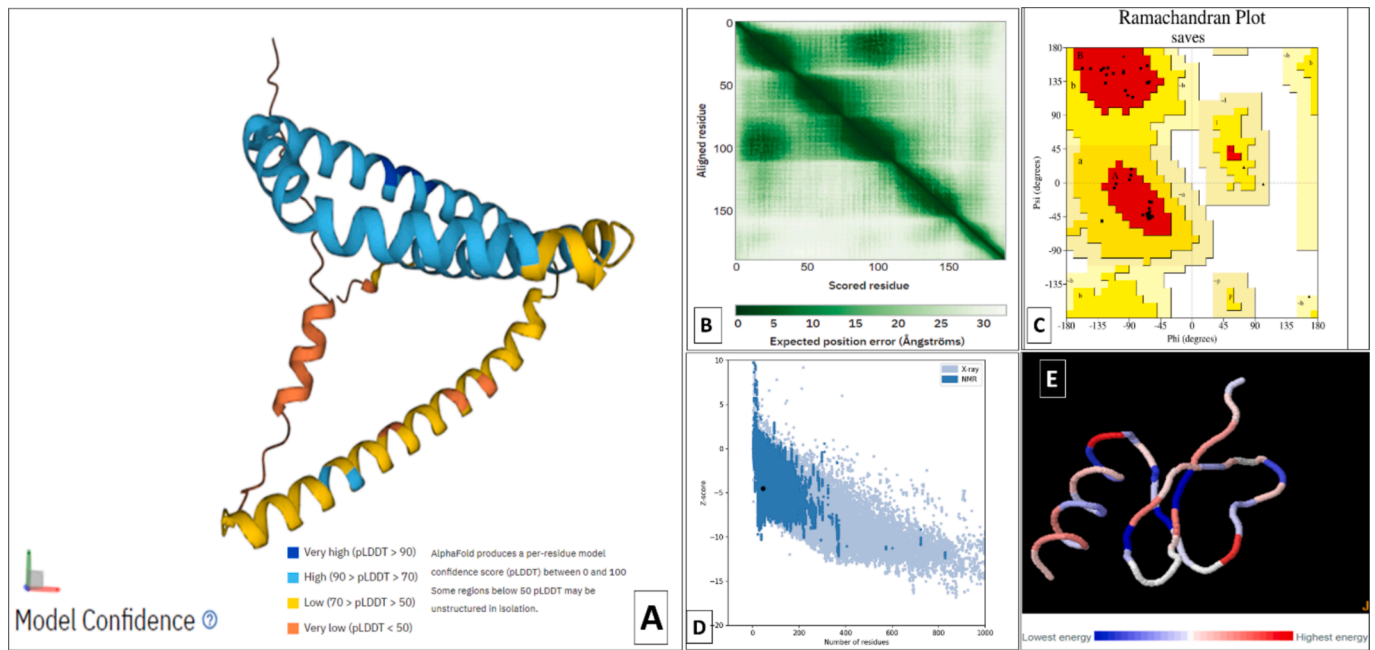 Model Confidence ?
Very high (pLDDT > 90)
High (90 > pLDDT > 70)
Low (70 > pLDDT > 50)
Very low (pLDDT < 50)
AlphaFold produces a per-residue model
confidence score (pLDDT) between 0 and 100
Some regions below 50 pLDDT may be
unstructured in isolation.
A
0
50
100
150
Aligned residue
0 50 100 150
Scored residue
0 5 10 15 20 25 30
Expected position error (Ångströms)
B
Ramachandran Plot
saves
180
135
90
45
0
-45
-90
-135
Psi (degrees)
B
b
a
l
-l
-b
b
-p
p
-180 -135 -90 -45 0 45 90 135 180
Phi (degrees)
C
10
5
0
-5
-10
-15
-20
Z-score
X-ray
NMR
0 200 400 600 800 1000
Number of residues
D
E
J
Lowest energy Highest energy